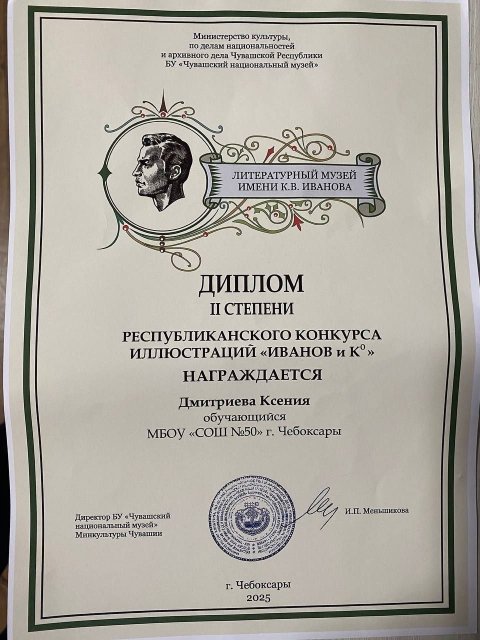 Министерство культуры,
по делам национальностей
и архивного дела Чувашской Республики
БУ «Чувашский национальный музей»
ЛИТЕРАТУРНЫЙ МУЗЕЙ
ИМЕНИ К.В. ИВАНОВА
ДИПЛОМ
II СТЕПЕНИ
РЕСПУБЛИКАНСКОГО КОНКУРСА
ИЛЛЮСТРАЦИЙ «ИВАНОВ и К⁰»
НАГРАЖДАЕТСЯ
Дмитриева Ксения
обучающийся
МБОУ «СОШ №50» г. Чебоксары
Директор БУ «Чувашский
национальный музей»
Минкультуры Чувашии
И.П. Меньшикова
г. Чебоксары
2025